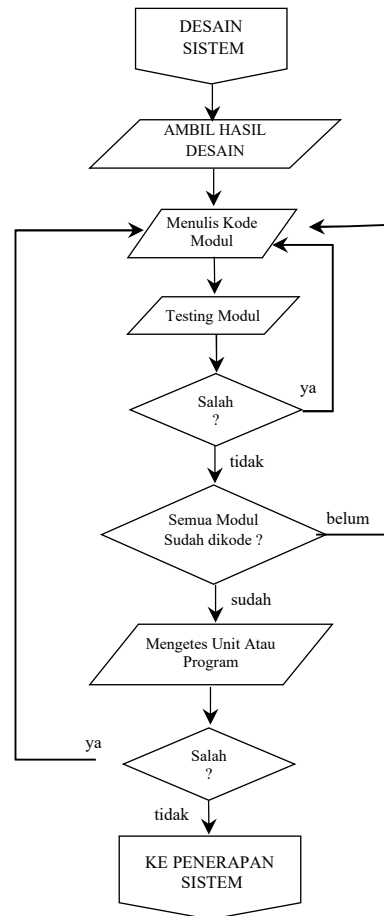 DESAIN
SISTEM
AMBIL HASIL
DESAIN
Menulis Kode
Modul
Testing Modul
Salah
?
ya
tidak
Semua Modul
Sudah dikode ?
belum
sudah
Mengetes Unit Atau
Program
ya
Salah
?
tidak
KE PENERAPAN
SISTEM